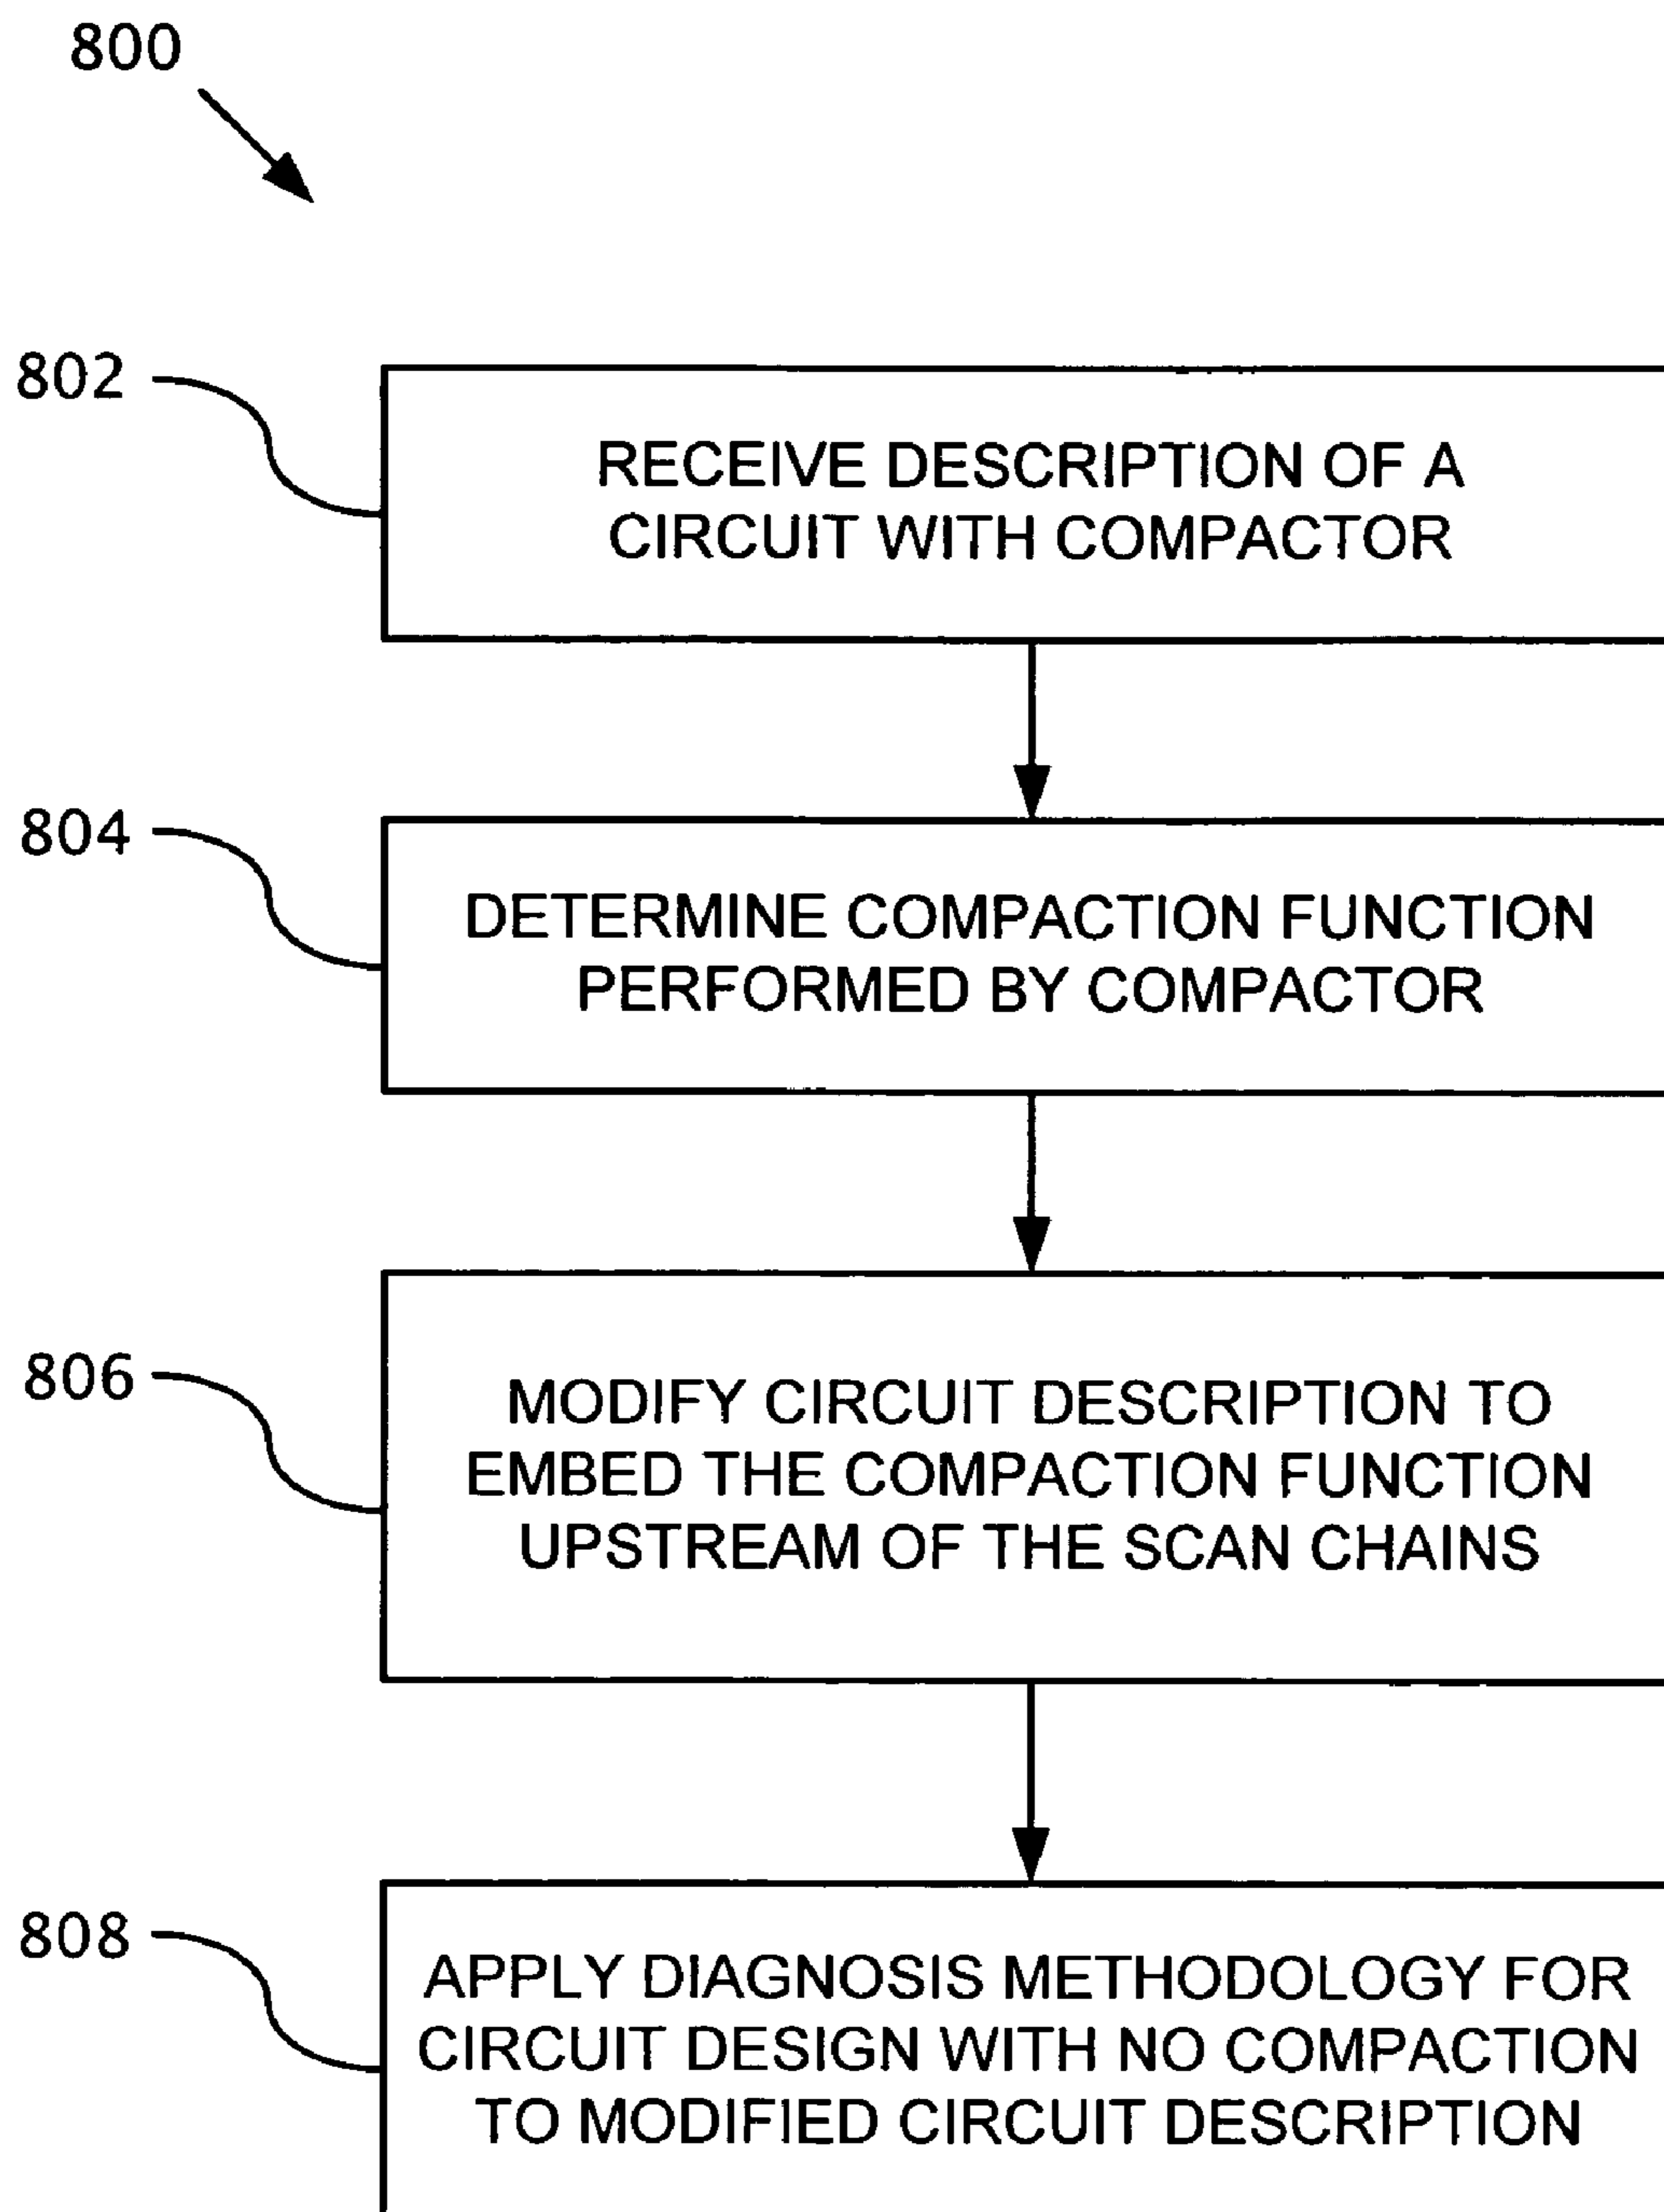 800
802
RECEIVE DESCRIPTION OF A
CIRCUIT WITH COMPACTOR
804
DETERMINE COMPACTION FUNCTION
PERFORMED BY COMPACTOR
806
MODIFY CIRCUIT DESCRIPTION TO
EMBED THE COMPACTION FUNCTION
UPSTREAM OF THE SCAN CHAINS
808
APPLY DIAGNOSIS METHODOLOGY FOR
CIRCUIT DESIGN WITH NO COMPACTION
TO MODIFIED CIRCUIT DESCRIPTION